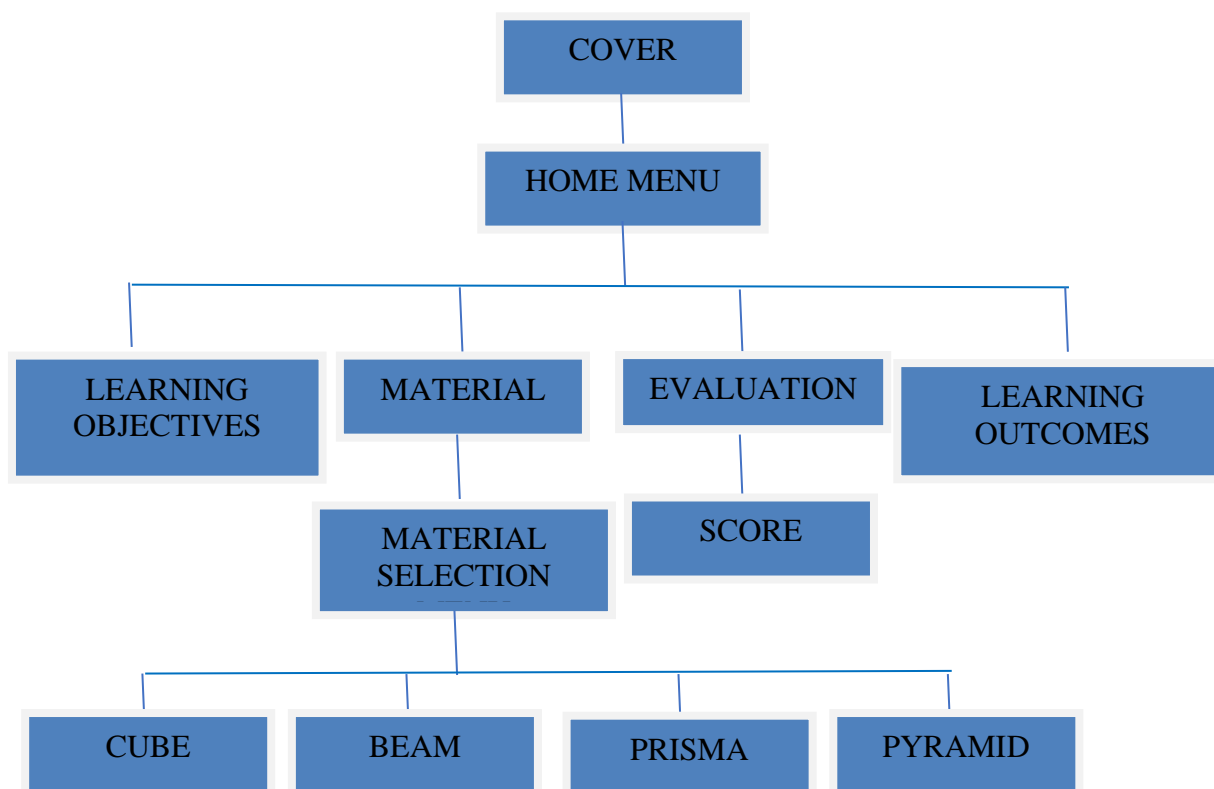 COVER
HOME MENU
LEARNING
OBJECTIVES
MATERIAL
EVALUATION
LEARNING
OUTCOMES
MATERIAL
SELECTION
SCORE
CUBE
BEAM
PRISMA
PYRAMID